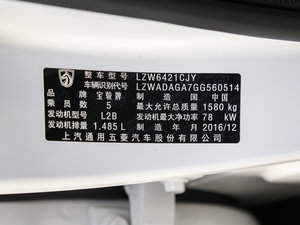 整车型号 LZW6421CJY
车辆识别代号 LZWADAGA7GG560514
品牌 宝骏牌 制造国 中国
乘员数 5 最大允许总质量 1580 kg
发动机型号 L2B 发动机最大净功率 78 kW
发动机排量 1.485 L 制造年月 2016/12
上汽通用五菱汽车股份有限公司